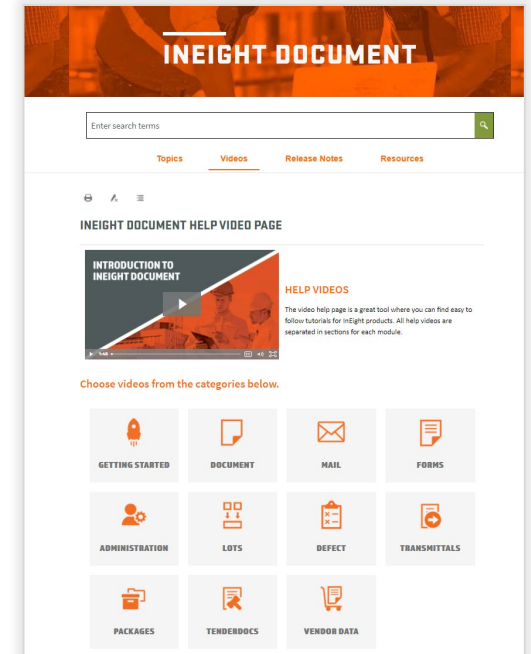 INEIGHT DOCUMENT
Enter search terms
Topics Videos Release Notes Resources
INEIGHT DOCUMENT HELP VIDEO PAGE
INTRODUCTION TO
INEIGHT DOCUMENT
HELP VIDEOS
The video help page is a great tool where you can find easy to
follow tutorials for InEight products. All help videos are
separated in sections for each module.
Choose videos from the categories below.
GETTING STARTED DOCUMENT MAIL FORMS
ADMINISTRATION LOTS DEFECT TRANSMITTALS
PACKAGES TENDERDOCS VENDOR DATA